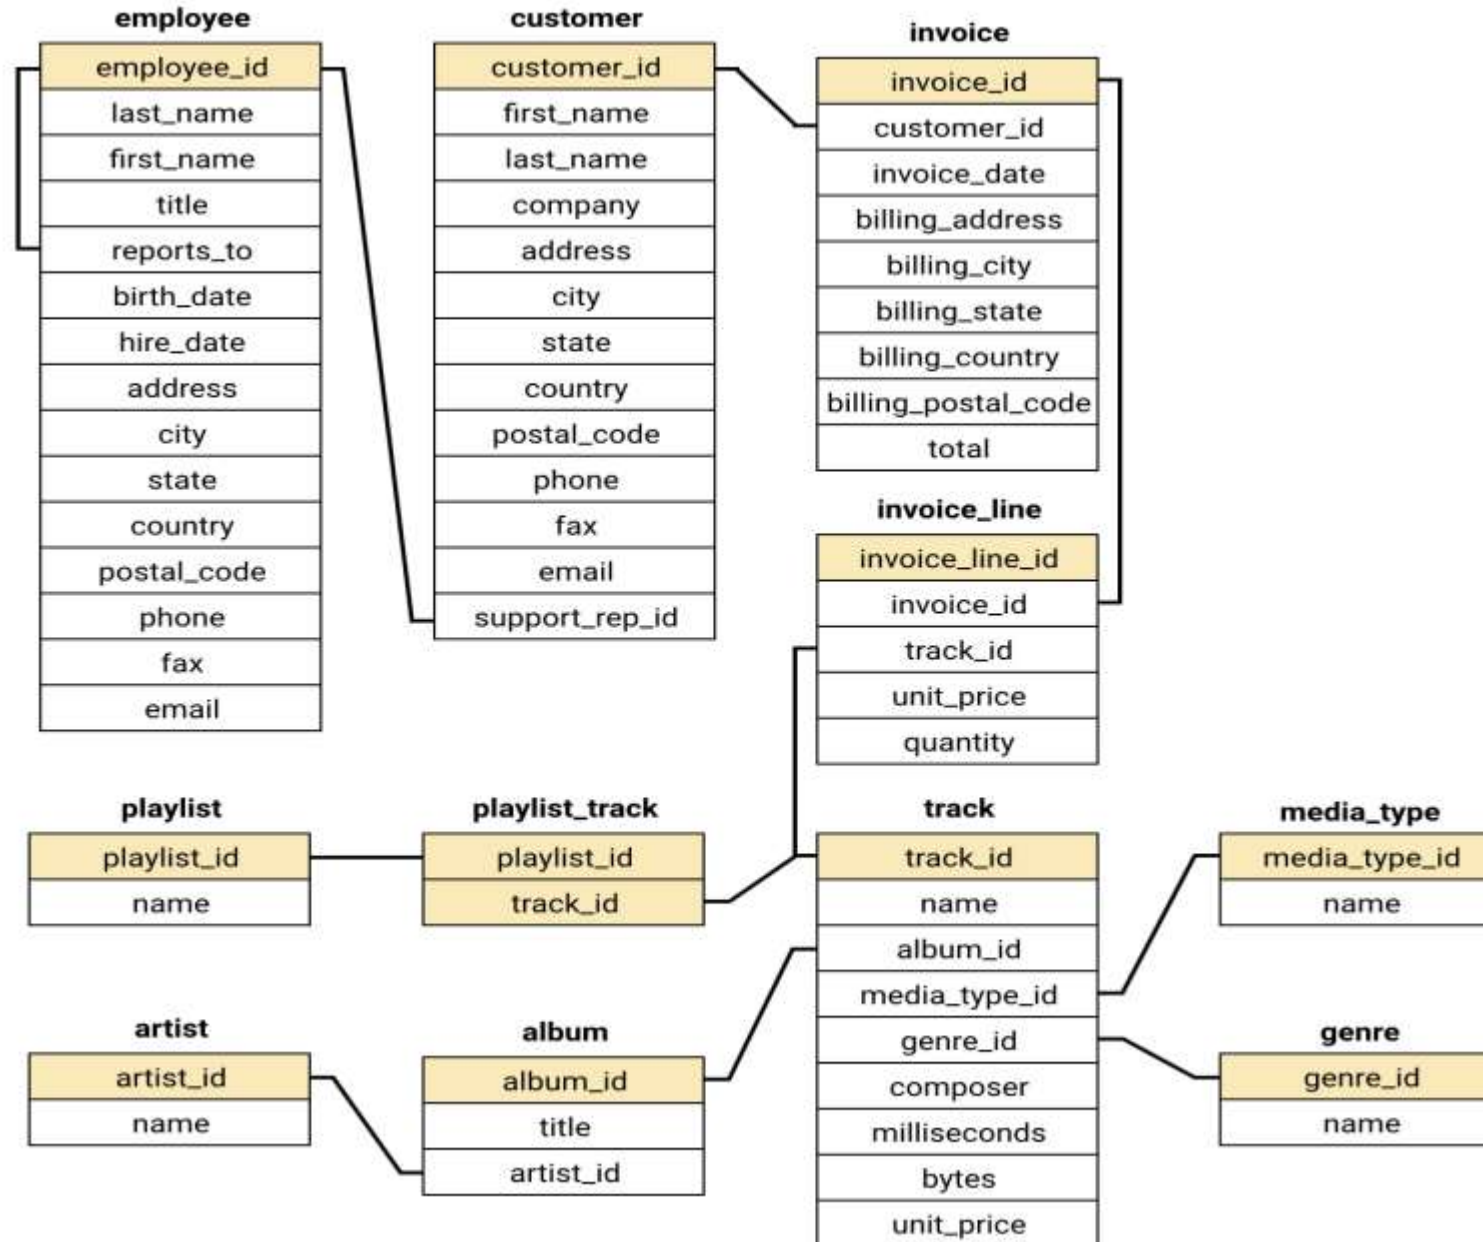 employee
employee_id
last_name
first_name
title
reports_to
birth_date
hire_date
address
city
state
country
postal_code
phone
fax
email
customer
customer_id
first_name
last_name
company
address
city
state
country
postal_code
phone
fax
email
support_rep_id
invoice
invoice_id
customer_id
invoice_date
billing_address
billing_city
billing_state
billing_country
billing_postal_code
total
invoice_line
invoice_line_id
invoice_id
track_id
unit_price
quantity
playlist
playlist_id
name
playlist_track
playlist_id
track_id
track
track_id
name
album_id
media_type_id
genre_id
composer
milliseconds
bytes
unit_price
media_type
media_type_id
name
artist
artist_id
name
album
album_id
title
artist_id
genre
genre_id
name